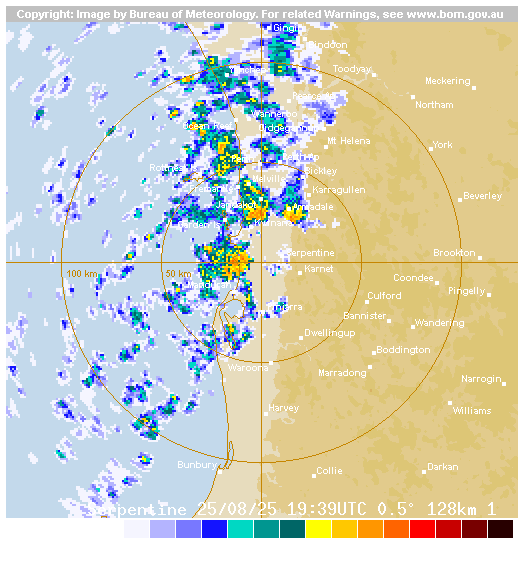 Copyright: Image by Bureau of Meteorology. For related Warnings, see www.bom.gov.au
Gingin
Bindoon
Toodyay
Meckering
Northam
Wanneroo
Mt Helena
York
Bickley
Melville
Karragullen
Beverley
Serpentine
Brookton
Karnet
100 km
50 km
Coondee
Pingelly
Culford
Bannister
Wandering
Dwellingup
Boddington
Waroona
Marradong
Narrogin
Harvey
Williams
Bunbury
Collie
Darkan
Serpentine 25/08/25 19:39UTC 0.5° 128km 1